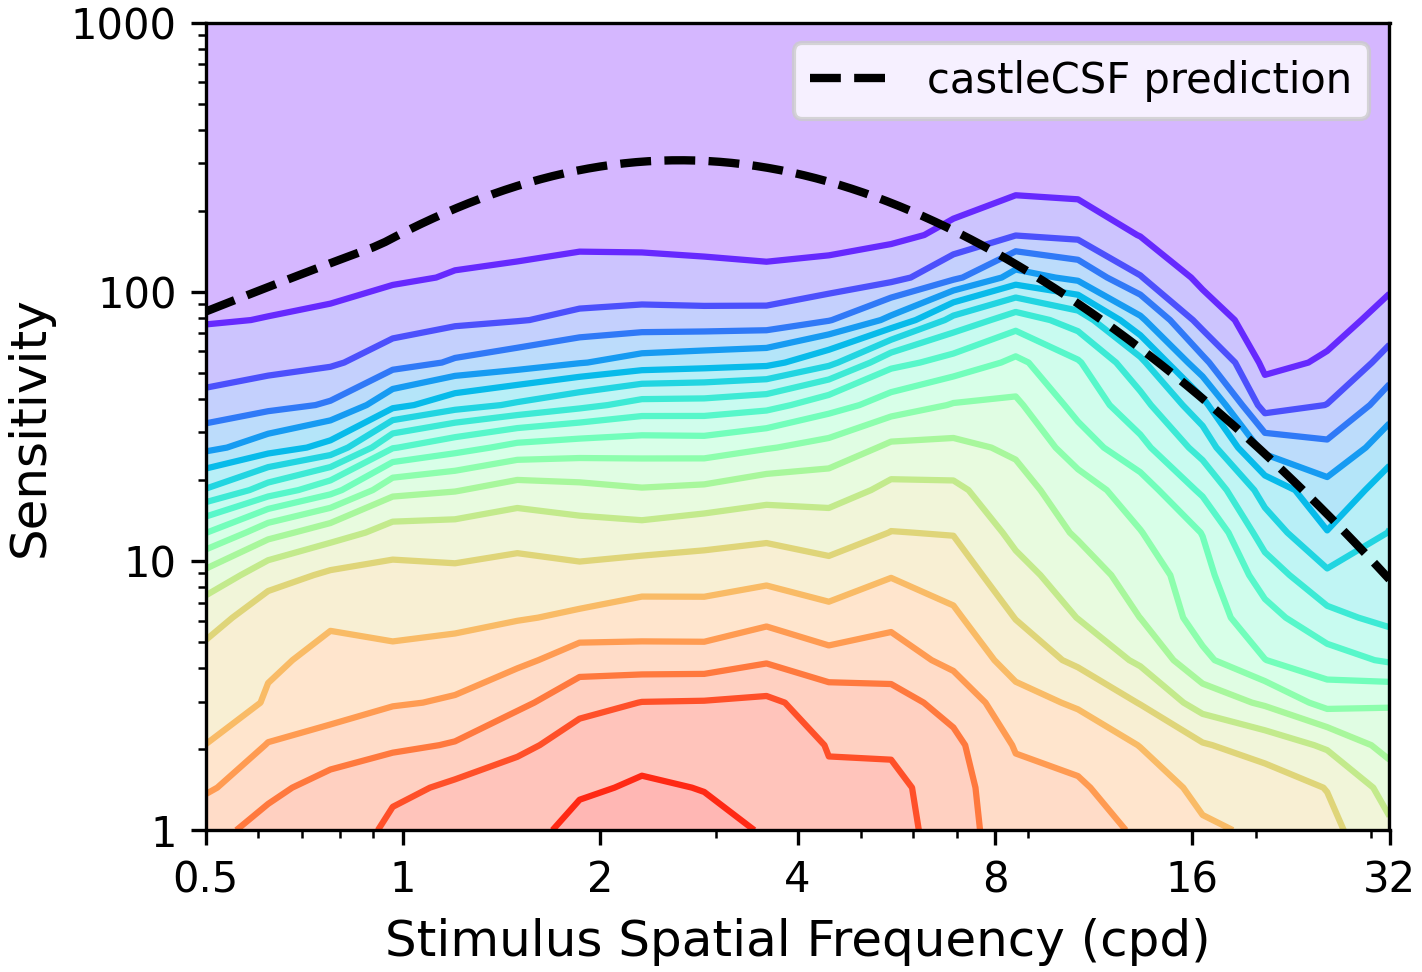 1000
castleCSF prediction
100
Sensitivity
10
1
0.5 1 2 4 8 16 32
Stimulus Spatial Frequency (cpd)